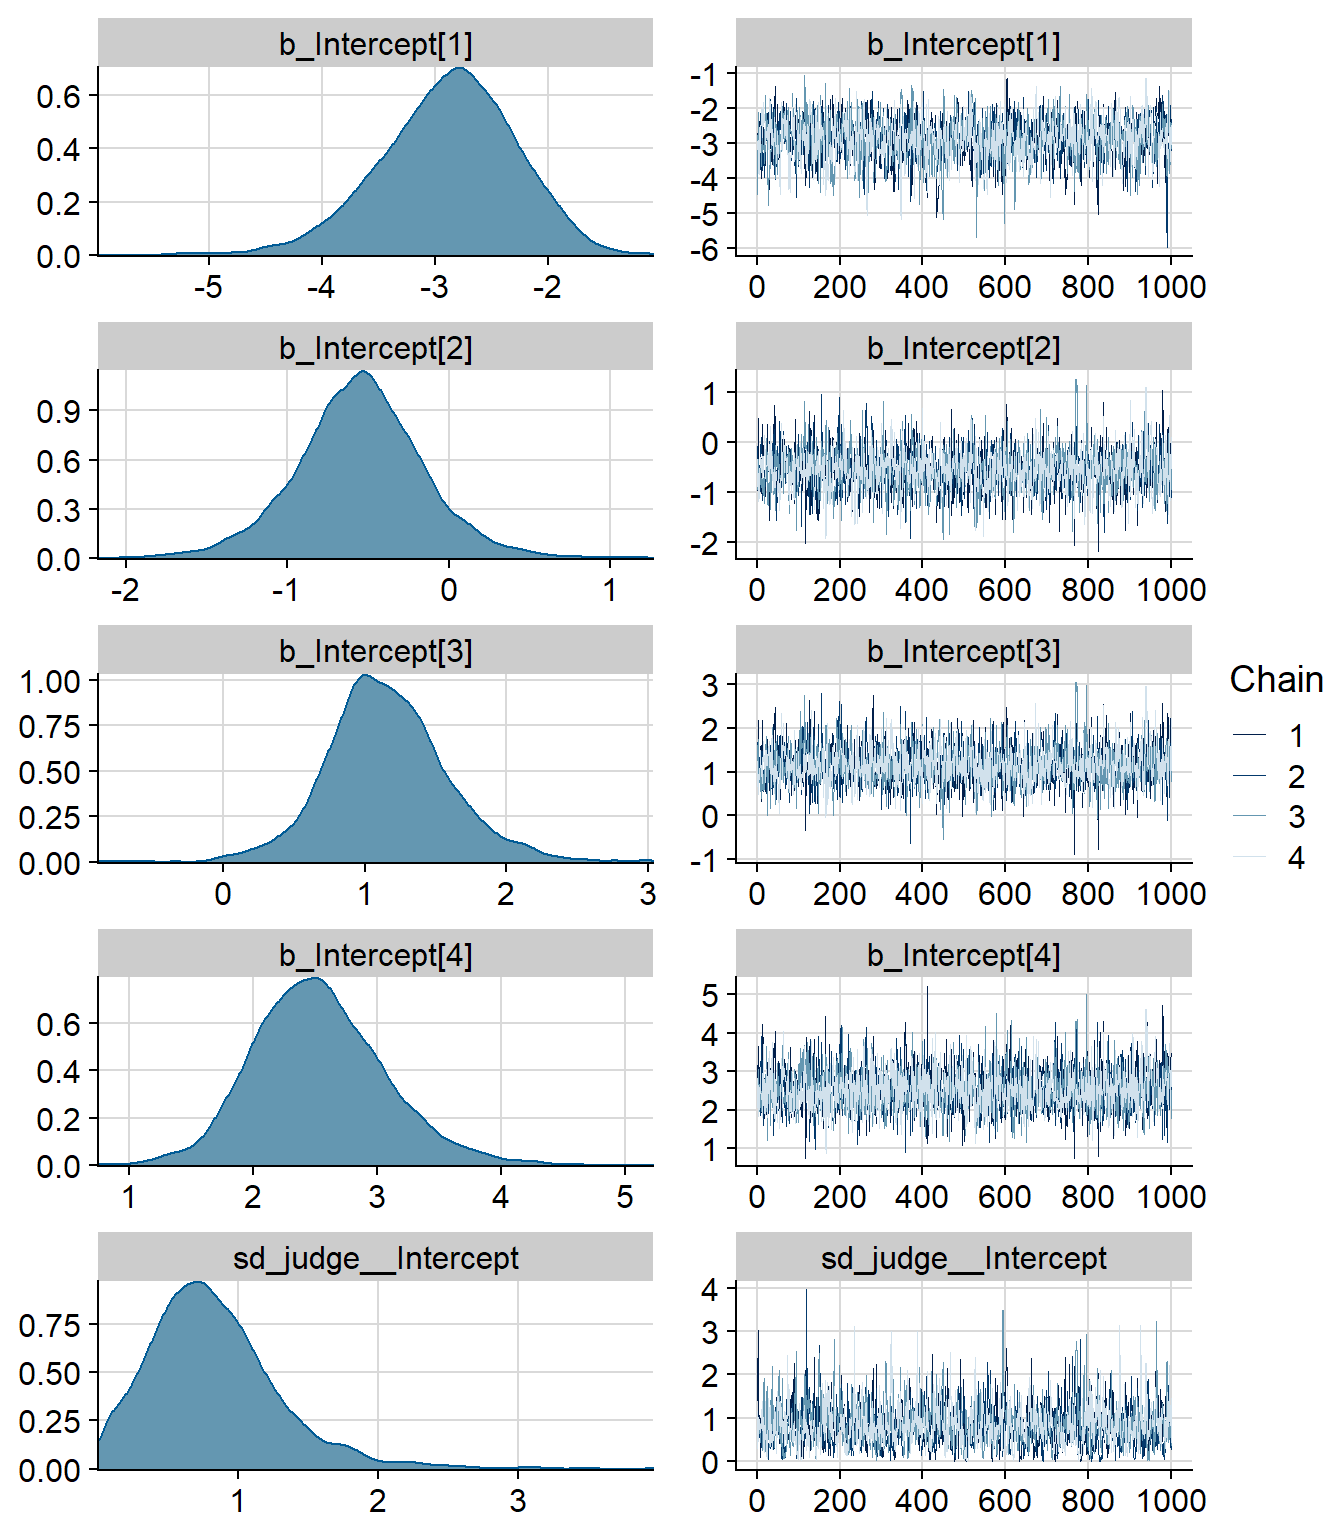 b_Intercept[1] b_Intercept[1]
0.6 0.4 0.2 0.0
-5 -4 -3 -2
-1 -2 -3 -4 -5 -6
0 200 400 600 800 1000
b_Intercept[2] b_Intercept[2]
0.9 0.6 0.3 0.0
-2 -1 0 1
1 0 -1 -2
0 200 400 600 800 1000
b_Intercept[3] b_Intercept[3]
1.00 0.75 0.50 0.25 0.00
0 1 2 3
3 2 1 0 -1
0 200 400 600 800 1000
b_Intercept[4] b_Intercept[4]
0.6 0.4 0.2 0.0
1 2 3 4 5
5 4 3 2 1
0 200 400 600 800 1000
sd_judge__Intercept sd_judge__Intercept
0.75 0.50 0.25 0.00
1 2 3
4 3 2 1 0
0 200 400 600 800 1000
Chain
1
2
3
4